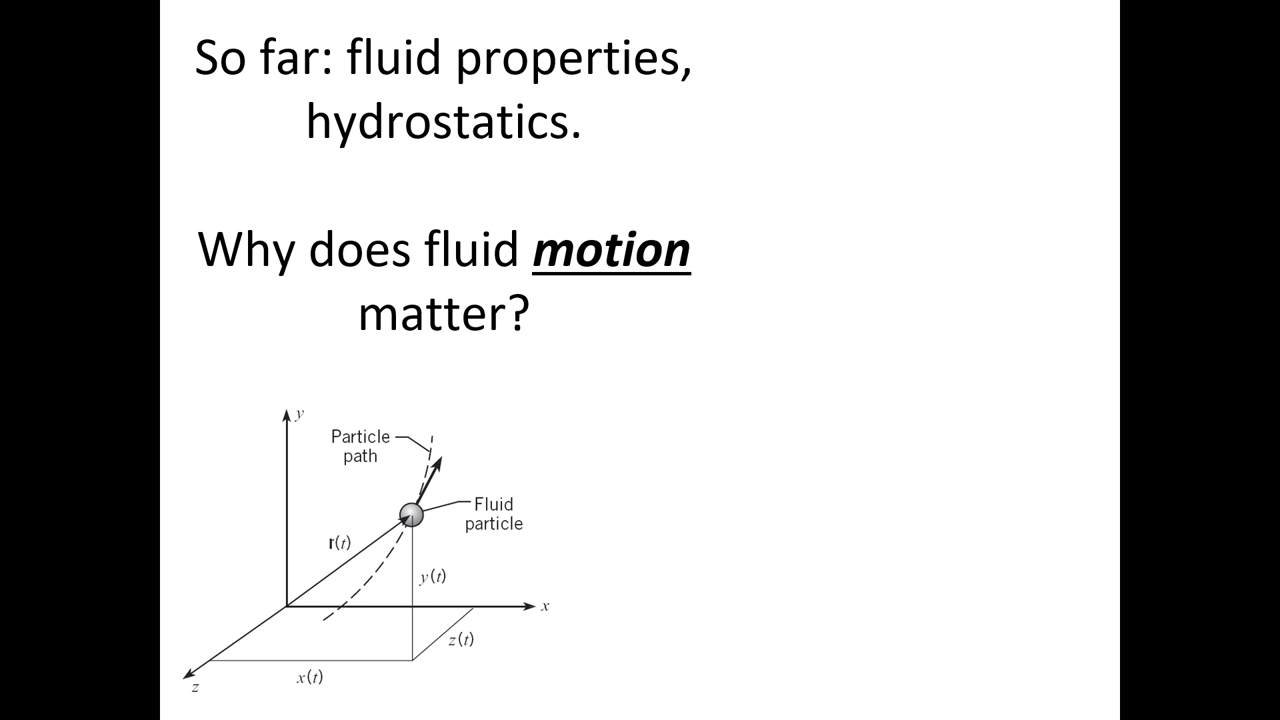 So far: fluid properties,
hydrostatics.
Why does fluid motion
matter?
y
Particle
path
Fluid
particle
r(t)
y(t)
x
z(t)
x(t)
z